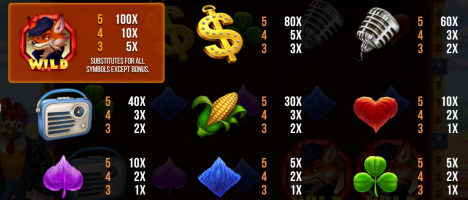 5 100X
4 10X
3 5X
WILD
SUBSTITUTES FOR ALL
SYMBOLS EXCEPT BONUS.
5 80X
4 5X
3 3X
5 60X
4 3X
3 2X
5 40X
4 3X
3 2X
5 30X
4 3X
3 2X
5 10X
4 2X
3 1X
5 10X
4 2X
3 1X
5 5X
4 2X
3 1X
5 5X
4 2X
3 1X